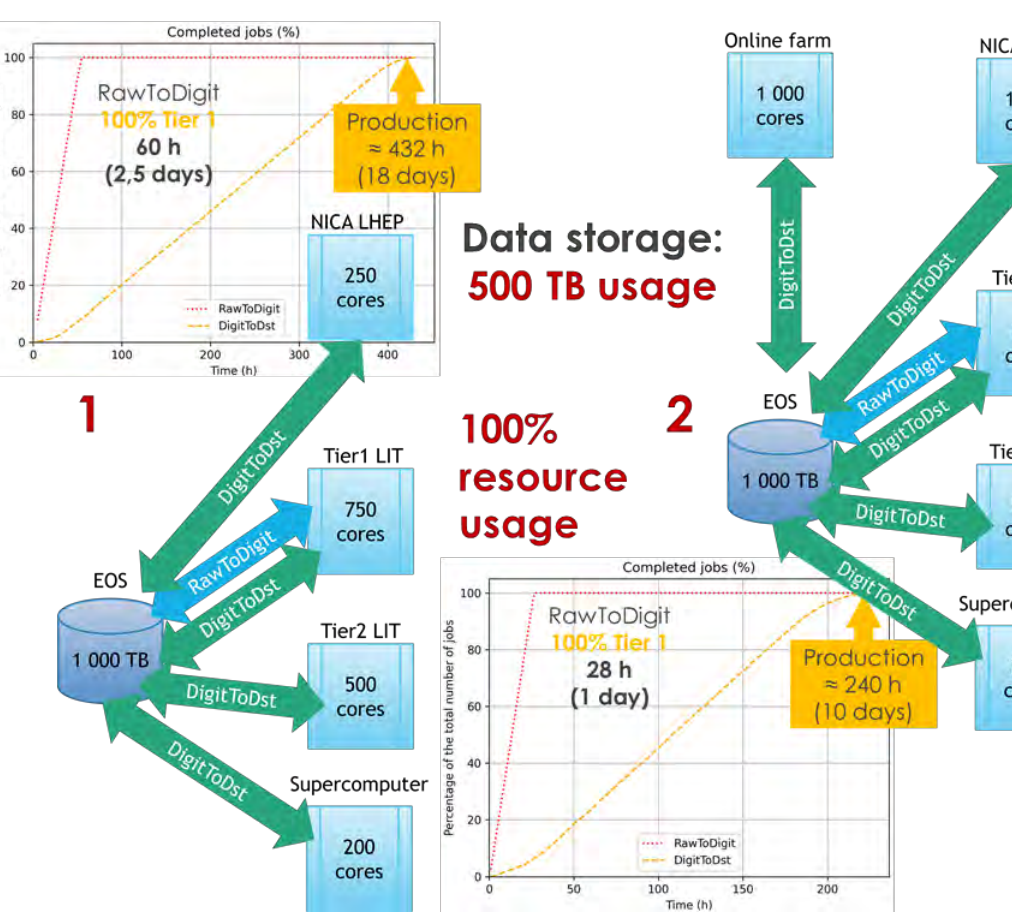 Completed jobs (%)
100
80
60
40
20
0
0
100
200
300
400
Time (h)
RawToDigit
100% Tier 1
60 h
(2,5 days)
Production
≈ 432 h
(18 days)
RawToDigit
DigitToDst
NICA LHEP
250
cores
1
DigitToDst
Tier1 LIT
750
cores
RawToDigit
DigitToDst
EOS
1 000 TB
Tier2 LIT
500
cores
DigitToDst
DigitToDst
Supercomputer
200
cores
Data storage:
500 TB usage
100%
resource
usage
Online farm
1 000
cores
DigitToDst
DigitToDst
2
EOS
1 000 TB
RawToDigit
DigitToDst
DigitToDst
DigitToDst
Completed jobs (%)
Percentage of the total number of jobs
100
80
60
40
20
0
0
50
100
150
200
Time (h)
RawToDigit
100% Tier 1
28 h
(1 day)
Production
≈ 240 h
(10 days)
RawToDigit
DigitToDst